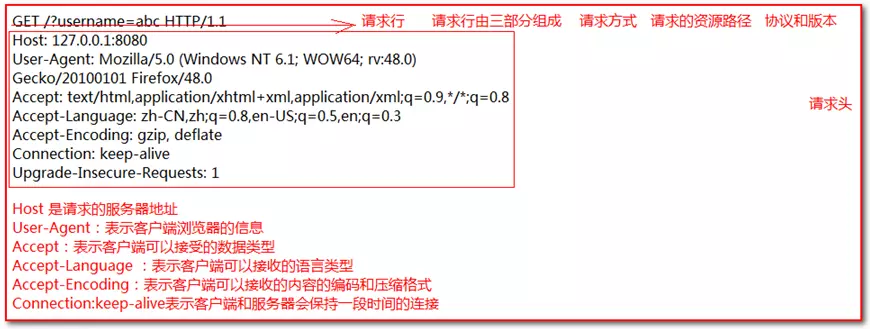 GET /?username=abc HTTP/1.1 请求行 请求行由三部分组成 请求方式 请求的资源路径 协议和版本
Host: 127.0.0.1:8080
User-Agent: Mozilla/5.0 (Windows NT 6.1; WOW64; rv:48.0)
Gecko/20100101 Firefox/48.0
Accept: text/html,application/xhtml+xml,application/xml;q=0.9,*/*;q=0.8
请求头
Accept-Language: zh-CN,zh;q=0.8,en-US;q=0.5,en;q=0.3
Accept-Encoding: gzip, deflate
Connection: keep-alive
Upgrade-Insecure-Requests: 1
Host 是请求的服务器地址
User-Agent：表示客户端浏览器的信息
Accept：表示客户端可以接受的数据类型
Accept-Language ：表示客户端可以接收的语言类型
Accept-Encoding：表示客户端可以接收的内容的编码和压缩格式
Connection:keep-alive表示客户端和服务器会保持一段时间的连接